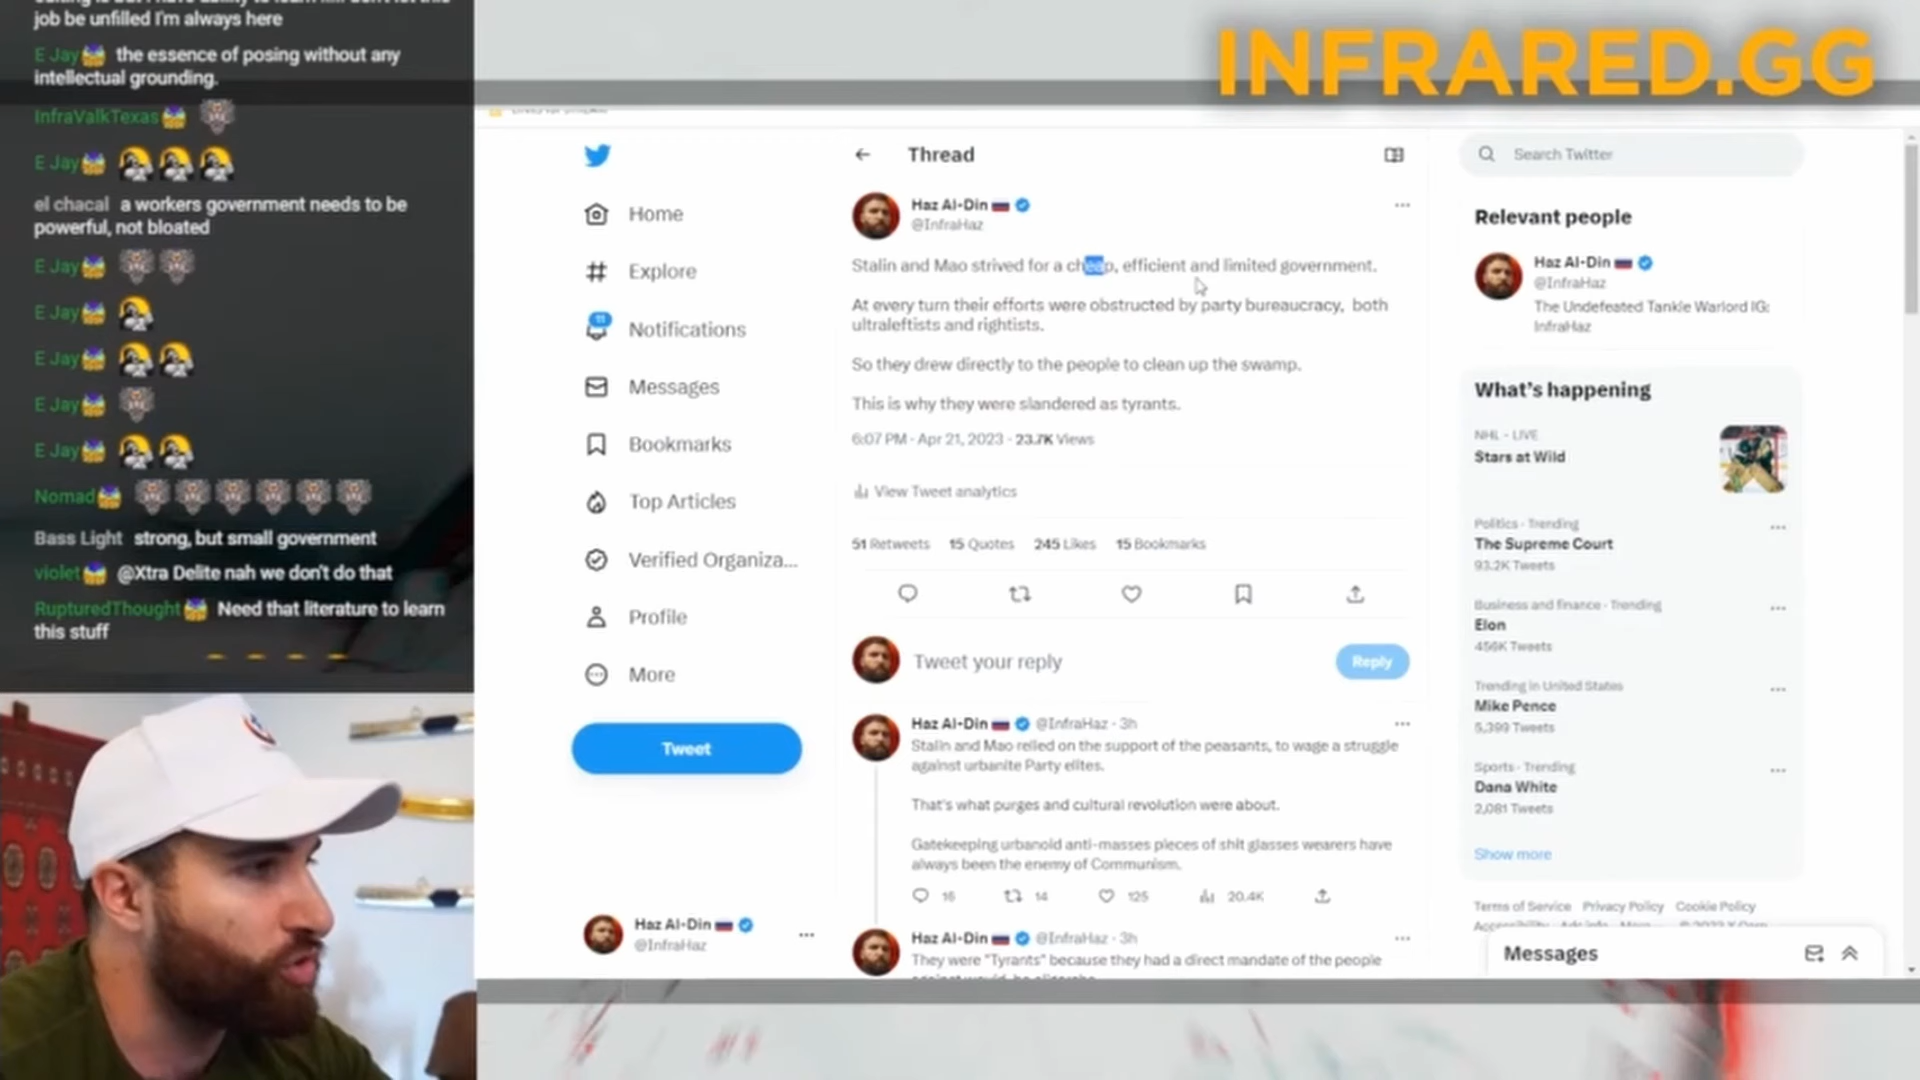 job be unfilled I'm always here
E Jay the essence of posing without any
intellectual grounding.
InfraValkTexas
E Jay
el chacal a workers government needs to be
powerful, not bloated
E Jay
E Jay
E Jay
E Jay
E Jay
Nomad
Bass Light strong, but small government
violet @Xtra Delite nah we don't do that
RupturedThought Need that literature to learn
this stuff
INFRARED.GG
Home
Explore
11
Notifications
Messages
Bookmarks
Top Articles
Verified Organiza...
Profile
More
Tweet
Haz Al-Din
@InfraHaz
Thread
Haz Al-Din
@InfraHaz
Stalin and Mao strived for a cheap, efficient and limited government.
At every turn their efforts were obstructed by party bureaucracy, both
ultraleftists and rightists.
So they drew directly to the people to clean up the swamp.
This is why they were slandered as tyrants.
6:07 PM · Apr 21, 2023 · 23.7K Views
View Tweet analytics
51 Retweets 15 Quotes 245 Likes 15 Bookmarks
Tweet your reply
Reply
Haz Al-Din @InfraHaz · 3h
Stalin and Mao relied on the support of the peasants, to wage a struggle
against urbanite Party elites.
That's what purges and cultural revolution were about.
Gatekeeping urbanoid anti-masses pieces of shit glasses wearers have
always been the enemy of Communism.
16 14 125 20.4K
Haz Al-Din @InfraHaz · 3h
They were "Tyrants" because they had a direct mandate of the people
Search Twitter
Relevant people
Haz Al-Din
@InfraHaz
The Undefeated Tankie Warlord IG:
InfraHaz
What's happening
NHL · LIVE
Stars at Wild
Politics · Trending
The Supreme Court
93.2K Tweets
Business and finance · Trending
Elon
456K Tweets
Trending in United States
Mike Pence
5,399 Tweets
Sports · Trending
Dana White
2,081 Tweets
Show more
Terms of Service Privacy Policy Cookie Policy
Messages